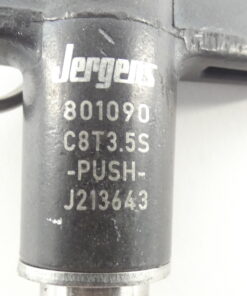 Jergens
801090
C8T3.5S
-PUSH-
J213643